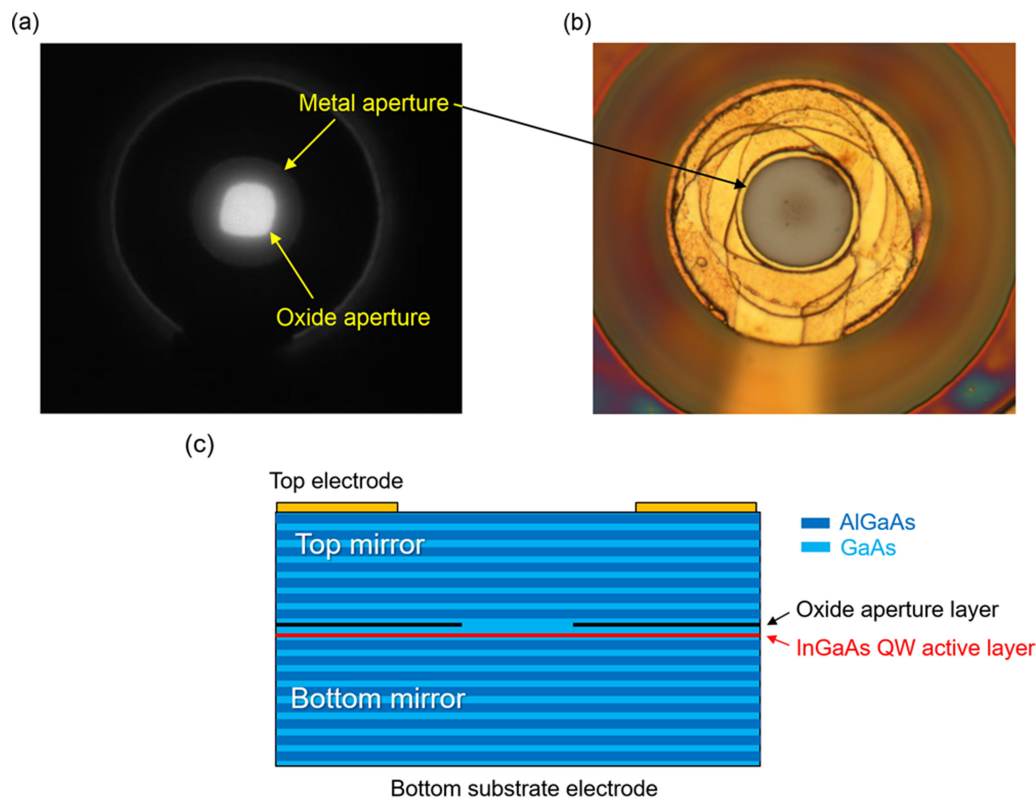 (a)
(b)
Metal aperture
Oxide aperture
(c)
Top electrode
Top mirror
AlGaAs
GaAs
Oxide aperture layer
InGaAs QW active layer
Bottom mirror
Bottom substrate electrode